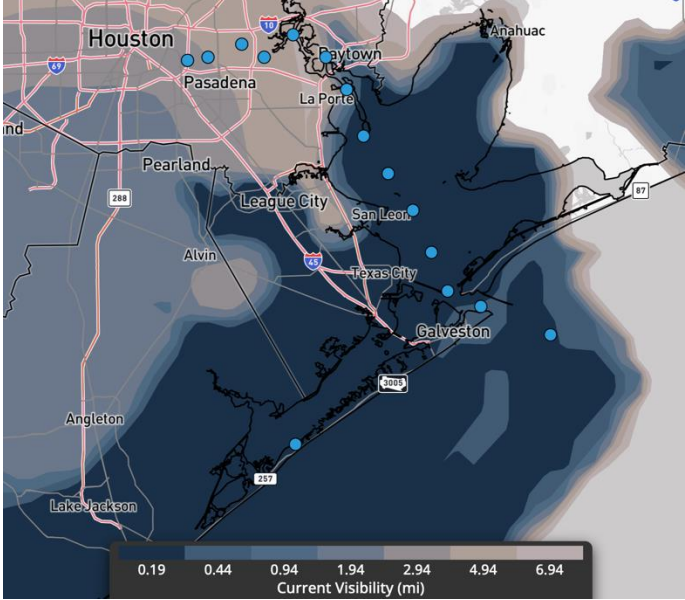 10
Houston
Anahuac
69
Baytown
Pasadena
La Porte
Pearland
87
288
League City
San Leon
Alvin
45
Texas City
Galveston
3005
Angleton
257
Lake Jackson
0.19 0.44 0.94 1.94 2.94 4.94 6.94
Current Visibility (mi)